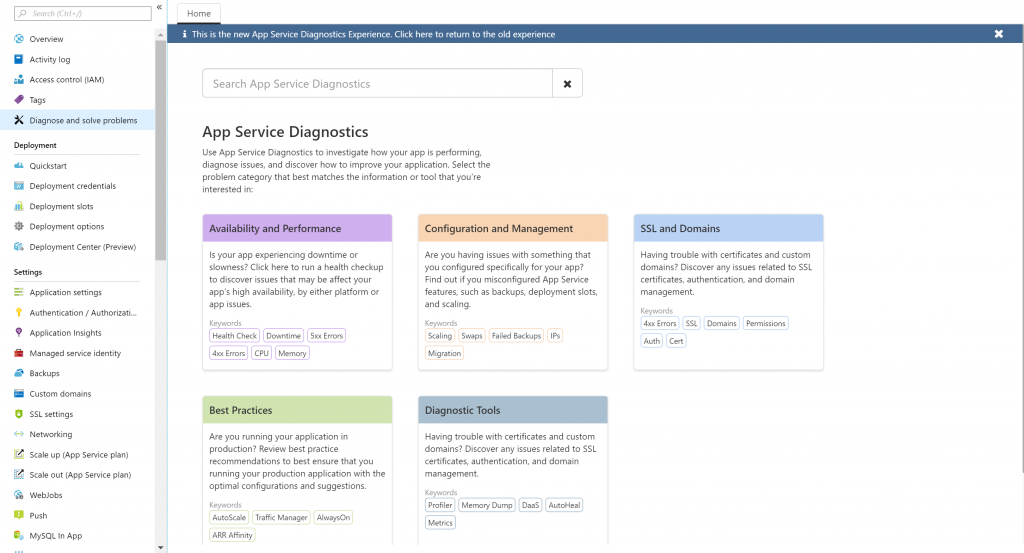 Search (Ctrl+/)
«
Overview
Activity log
Access control (IAM)
Tags
Diagnose and solve problems
Deployment
Quickstart
Deployment credentials
Deployment slots
Deployment options
Deployment Center (Preview)
Settings
Application settings
Authentication / Authorizati...
Application Insights
Managed service identity
Backups
Custom domains
SSL settings
Networking
Scale up (App Service plan)
Scale out (App Service plan)
WebJobs
Push
MySQL In App
Home
This is the new App Service Diagnostics Experience. Click here to return to the old experience
Search App Service Diagnostics
App Service Diagnostics
Use App Service Diagnostics to investigate how your app is performing,
diagnose issues, and discover how to improve your application. Select the
problem category that best matches the information or tool that you're
interested in:
Availability and Performance
Is your app experiencing downtime or
slowness? Click here to run a health checkup
to discover issues that may be affect your
app's high availability, by either platform or
app issues.
Keywords
Health Check Downtime 5xx Errors
4xx Errors CPU Memory
Configuration and Management
Are you having issues with something that
you configured specifically for your app?
Find out if you misconfigured App Service
features, such as backups, deployment slots,
and scaling.
Keywords
Scaling Swaps Failed Backups IPs
Migration
SSL and Domains
Having trouble with certificates and custom
domains? Discover any issues related to SSL
certificates, authentication, and domain
management.
Keywords
4xx Errors SSL Domains Permissions
Auth Cert
Best Practices
Are you running your application in
production? Review best practice
recommendations to best ensure that you
running your production application with the
optimal configurations and suggestions.
Keywords
AutoScale Traffic Manager AlwaysOn
ARR Affinity
Diagnostic Tools
Having trouble with certificates and custom
domains? Discover any issues related to SSL
certificates, authentication, and domain
management.
Keywords
Profiler Memory Dump DaaS AutoHeal
Metrics